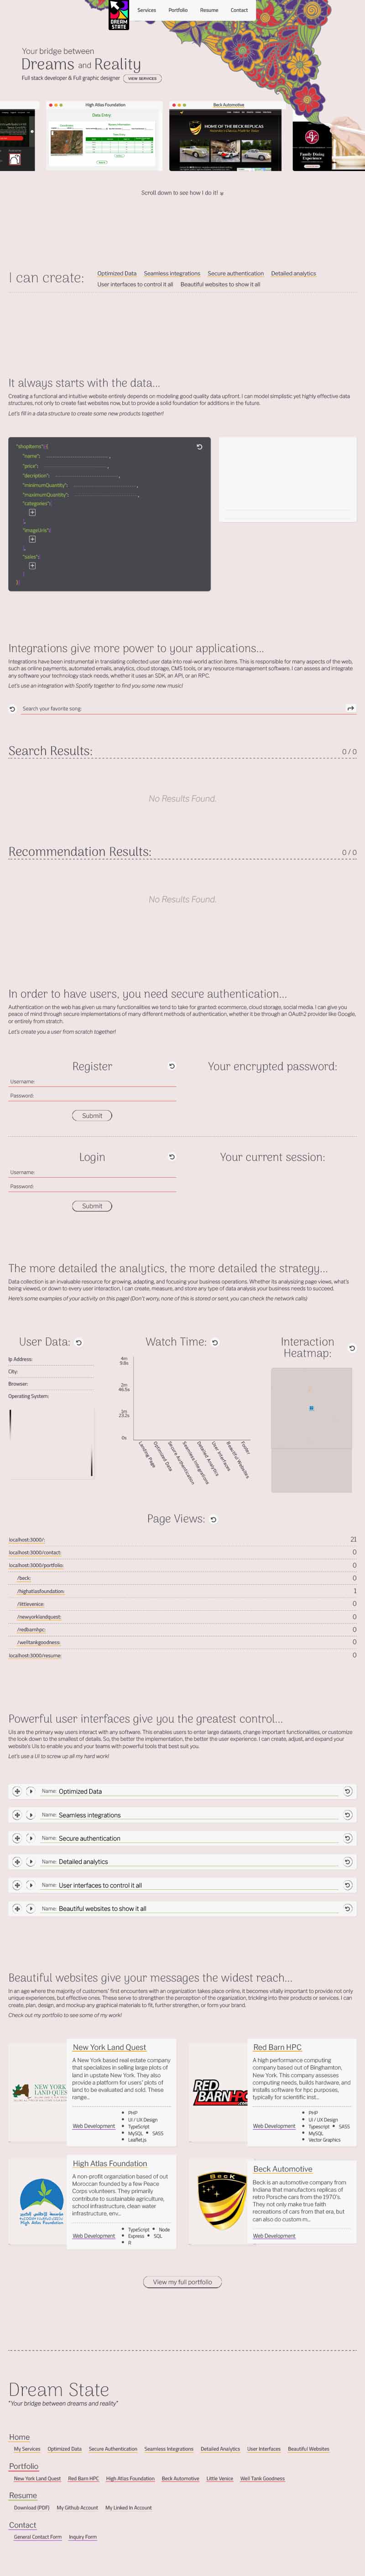 DREAM STATE
Services Portfolio Resume Contact
Your bridge between
Dreams and Reality
Full stack developer & Full graphic designer VIEW SERVICES
High Atlas Foundation
Beck Automotive
Data Entry
HOME OF THE BECK REPLICAS
Family Dining Experience
Scroll down to see how I do it!
I can create:
Optimized Data Seamless Integrations Secure authentication Detailed analytics
User interfaces to control it all Beautiful websites to show it all
It always starts with the data...
Creating a functional and intuitive website entirely depends on modeling good quality data upfront. I can model simplistic yet highly effective data
structures, not only to create fast websites now, but to provide a solid foundation for additions in the future.
Let's fill in a data structure to create some new products together!
"shopItems":[
"name":
"price":
"description":
"minimumQuantity":
"maximumQuantity":
"categories":
"imageUris":
"sales":
Integrations give more power to your applications...
Integrations have been instrumental in translating collected user data into real-world action items. This is responsible for many aspects of the web,
such as online payments, automated emails, analytics, cloud storage, CMS tools, or any resource management software. I can assess and integrate
any software your technology stack needs, whether it uses an SDK, an API, or an RPC.
Let's use an integration with Spotify together to find you some new music!
Search your favorite song:
Search Results: 0 / 0
No Results Found.
Recommendation Results: 0 / 0
No Results Found.
In order to have users, you need secure authentication...
Authentication on the web has given us many functionalities we tend to take for granted: ecommerce, cloud storage, social media. I can give you
peace of mind through secure implementations of many different methods of authentication, whether it be through an OAuth2 provider like Google,
or entirely from stratch.
Let's create you a user from scratch together!
Register
Your encrypted password:
Username:
Password:
Submit
Login
Your current session:
Username:
Password:
Submit
The more detailed the analytics, the more detailed the strategy...
Data collection is an invaluable resource for growing, adapting, and focusing your business operations. Whether its analysizing page views, what's
being viewed, or down to every user interaction, I can create, measure, and store any type of data analysis your business needs to succeed.
Here's some examples of your activity on this page! (Don't worry, none of this is stored or sent, you can check the network calls)
User Data:
Ip Address:
City:
Browser:
Operating System:
Watch Time:
4m
9.8s
2m
46.5s
1m
23.2s
0s
Landing Page
Optimized Data
Secure Authentication
Seamless Integrations
Detailed Analytics
User Interfaces
Beautiful Websites
Footer
Interaction
Heatmap:
Page Views:
localhost:3000/: 21
localhost:3000/contact: 0
localhost:3000/portfolio: 0
/beck: 0
/highatlasfoundation: 1
/littlevenice: 0
/newyorklandquest: 0
/redbarnhpc: 0
/welltankgoodness: 0
localhost:3000/resume: 0
Powerful user interfaces give you the greatest control...
UIs are the primary way users interact with any software. This enables users to enter large datasets, change important functionalities, or customize
the look down to the smallest of details. So, the better the implementation, the better the user experience. I can create, adjust, and expand your
website's UIs to enable you and your teams with powerful tools that best suit you.
Let's use a UI to screw up all my hard work!
Name: Optimized Data
Name: Seamless integrations
Name: Secure authentication
Name: Detailed analytics
Name: User interfaces to control it all
Name: Beautiful websites to show it all
Beautiful websites give your messages the widest reach...
In an age where the majority of customers' first encounters with an organization takes place online, it becomes vitally important to provide not only
unique experiences, but effective ones. These unique experiences strengthen the perception of the organization, trickling into their products or services. I can
create, plan, design, and mockup any graphical materials to fit, further strengthen, or form your brand.
Check out my portfolio to see some of my work!
NEW YORK
LAND QUES
New York Land Quest
A New York based real estate company
that specializes in selling large plots of
land to upstate new yorkers. They also
provide a platform for users' plots of
land to be evaluated and sold. These
range...
Web Development
PHP
UI / UX Design
TypeScript
MySQL SASS
Leaflet.js
RED BARN HPC
Red Barn HPC
A high performance computing
company based out of Binghamton,
New York. This company assesses
computing needs, builds hardware, and
installs software for hpc purposes,
typically for scientific inst...
Web Development
PHP
UI / UX Design
Typescript SASS
MySQL
Vector Graphics
High Atlas Foundation
High Atlas Foundation
A non-profit organziation based of out
Moroccan founded by a few Peace
Corps volunteers. They primarily
contribute to sustainable agriculture,
school infrastructure, clean water
infrastructure, em...
Web Development
TypeScript Node
Express SQL
R
BECK
Beck Automotive
Beck is an automotive company from
Indiana that manufactors replicas of
retro Porsche cars from the 1970's.
They not only make true faith
recreations of cars from that era, but
can also do custom m...
Web Development
View my full portfolio
Dream State
"Your bridge between dreams and reality"
Home
My Services Optimized Data Secure Authentication Seamless Integrations Detailed Analytics User Interfaces Beautiful Websites
Portfolio
New York Land Quest Red Barn HPC High Atlas Foundation Beck Automotive Little Venice Well Tank Goodness
Resume
Download (PDF) My Github Account My Linked In Account
Contact
General Contact Form Inquiry Form